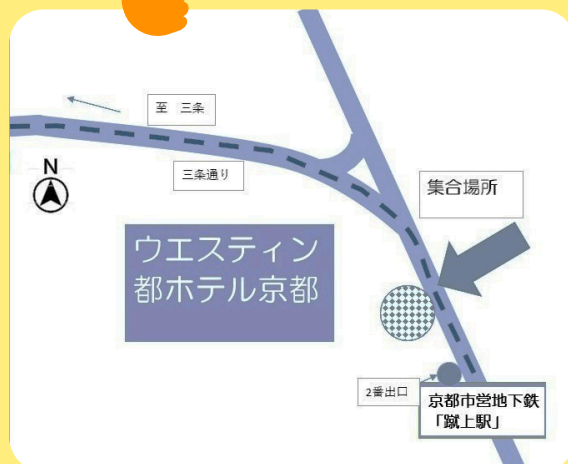 至　三条
N
三条通り
集合場所
ウエスティン
都ホテル京都
2番出口
京都市営地下鉄
「蹴上駅」